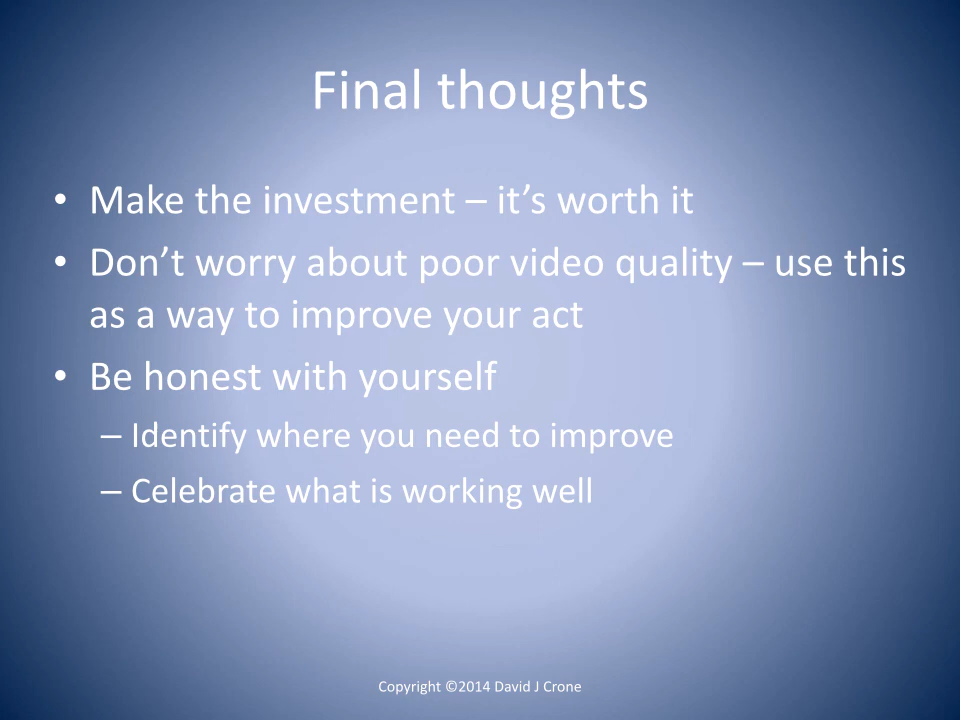 Final thoughts
• Make the investment – it’s worth it
• Don’t worry about poor video quality – use this
as a way to improve your act
• Be honest with yourself
– Identify where you need to improve
– Celebrate what is working well
Copyright ©2014 David J Crone